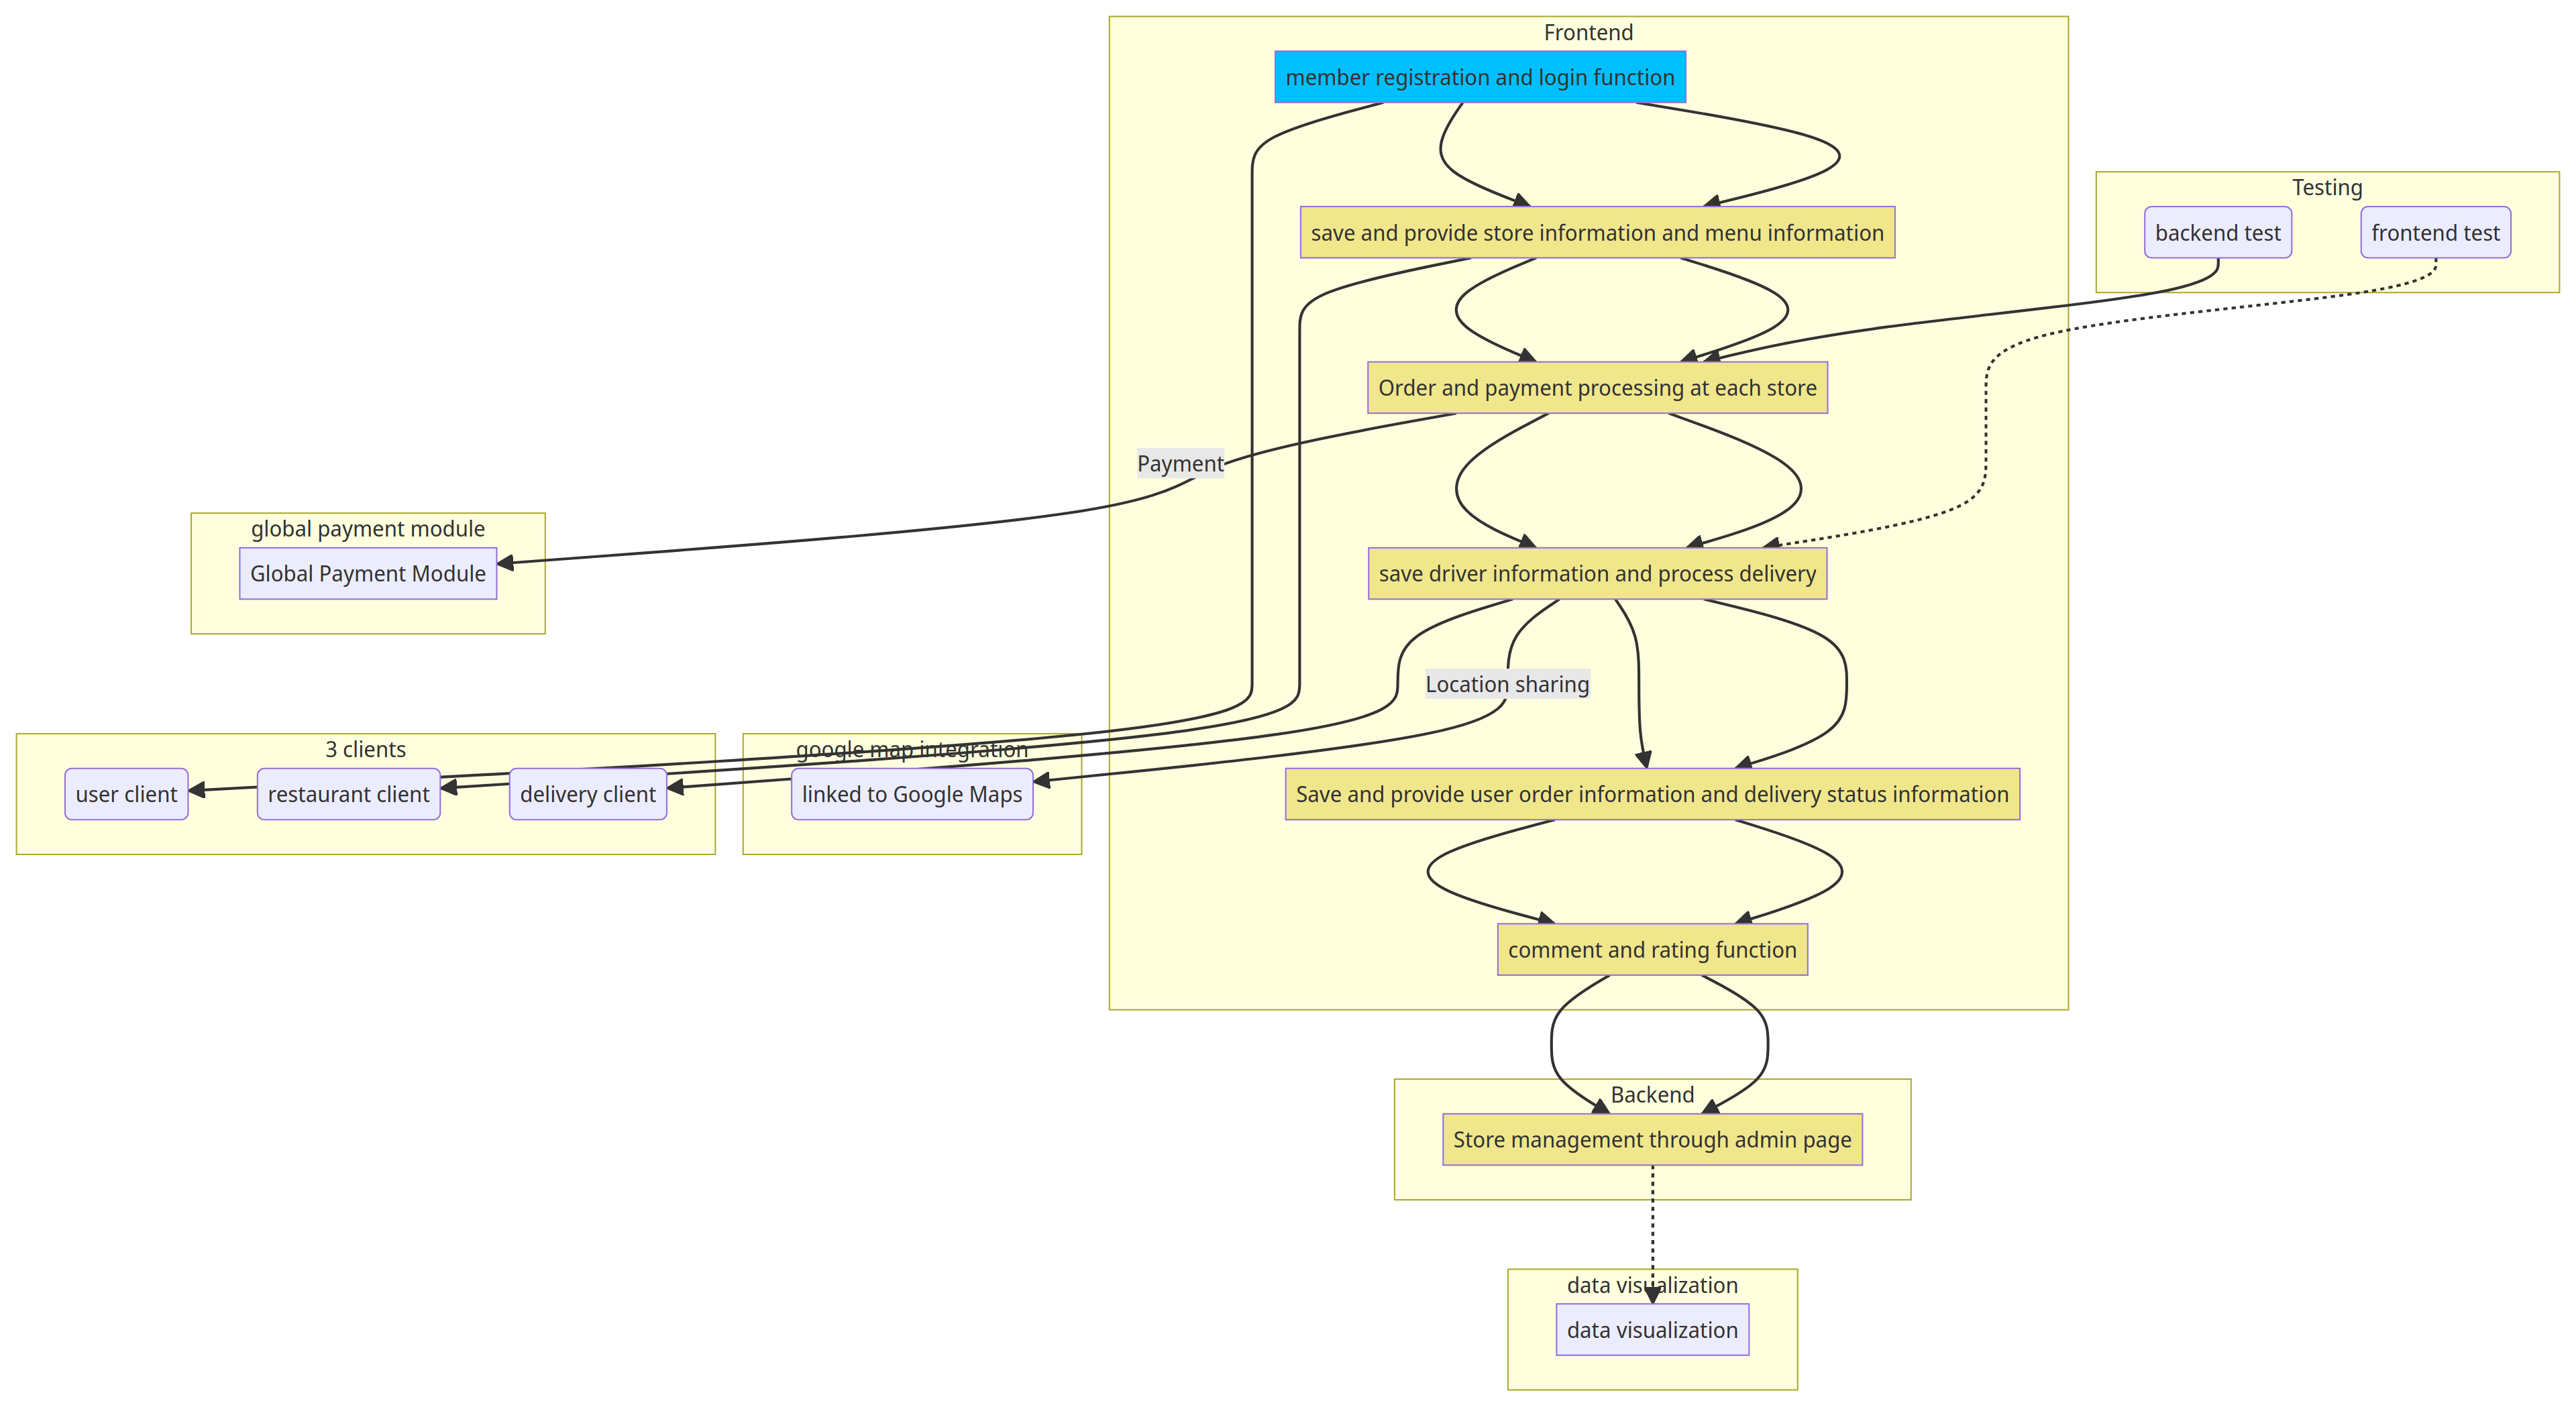 Frontend
member registration and login function
Testing
save and provide store information and menu information
backend test
frontend test
Order and payment processing at each store
Payment
global payment module
Global Payment Module
save driver information and process delivery
Location sharing
3 clients
google map integration
user client
restaurant client
delivery client
linked to Google Maps
Save and provide user order information and delivery status information
comment and rating function
Backend
Store management through admin page
data visualization
data visualization